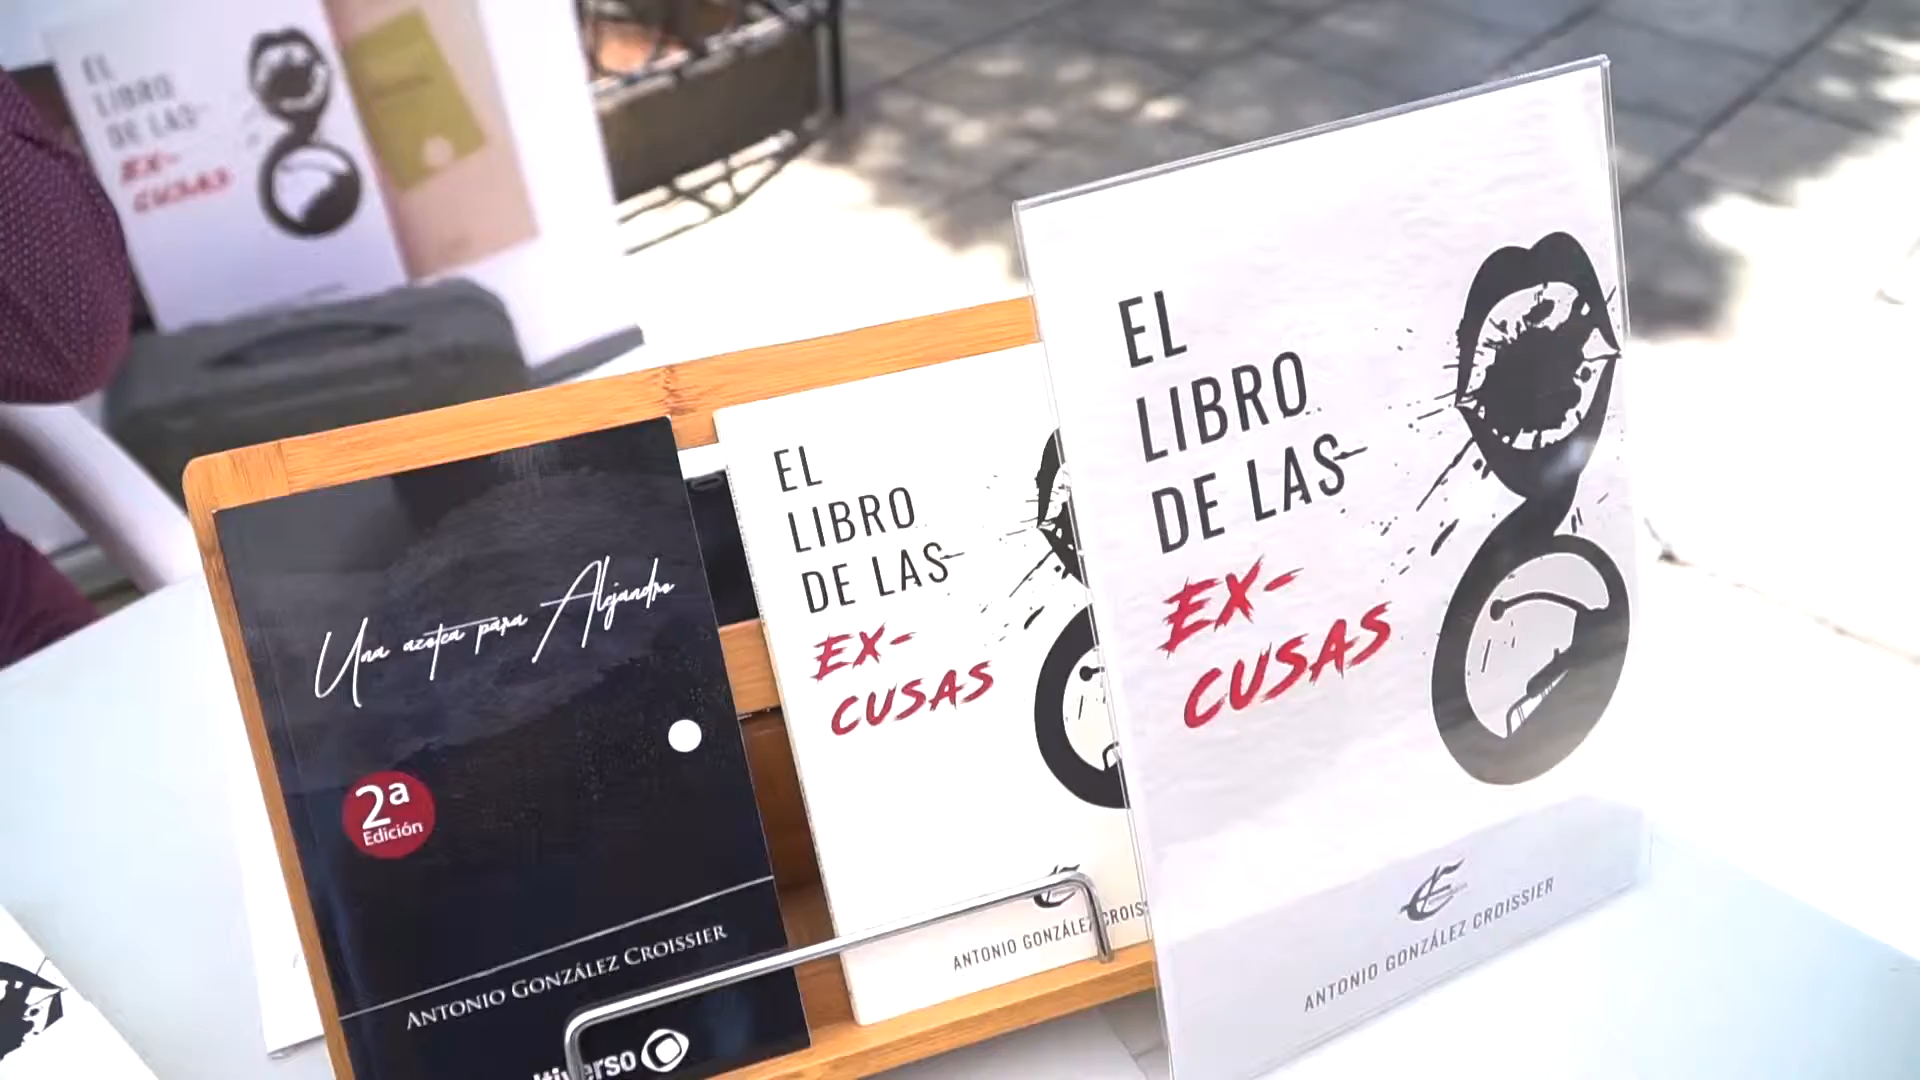 EL
LIBRO
DE LAS
EX-
CUSAS
Una azotea para Alejandro
2ª
Edición
ANTONIO GONZÁLEZ CROISSIER
EL
LIBRO
DE LAS
EX-
CUSAS
ANTONIO GONZÁLEZ CROIS
EL
LIBRO
DE LAS
EX-
CUSAS
ANTONIO GONZÁLEZ CROISSIER